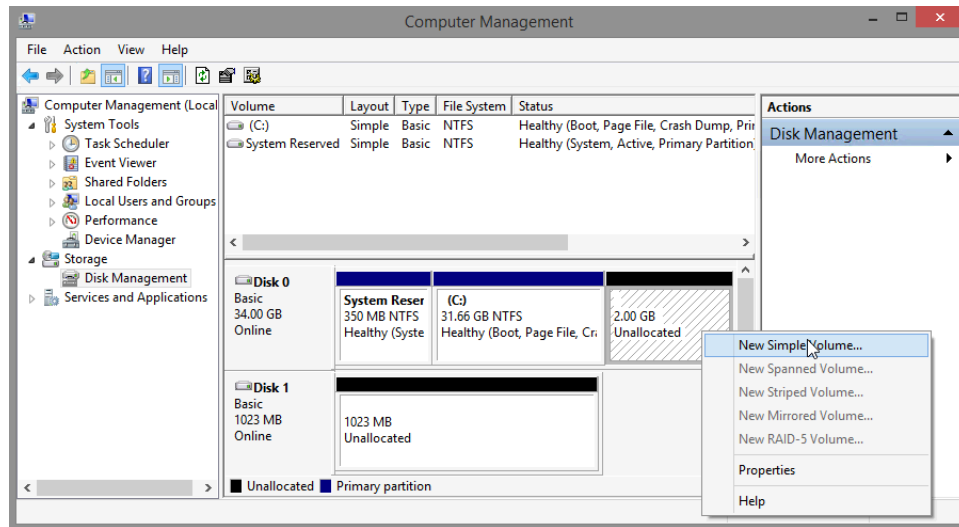 Computer Management
File Action View Help
Computer Management (Local
System Tools
Task Scheduler
Event Viewer
Shared Folders
Local Users and Groups
Performance
Device Manager
Storage
Disk Management
Services and Applications
Volume Layout Type File System Status
(C:) Simple Basic NTFS Healthy (Boot, Page File, Crash Dump, Prin
System Reserved Simple Basic NTFS Healthy (System, Active, Primary Partition)
Disk 0
Basic
34.00 GB
Online
System Reser
350 MB NTFS
Healthy (Syste
(C:)
31.66 GB NTFS
Healthy (Boot, Page File, Cra
2.00 GB
Unallocated
Disk 1
Basic
1023 MB
Online
1023 MB
Unallocated
Unallocated Primary partition
Actions
Disk Management
More Actions
New Simple Volume...
New Spanned Volume...
New Striped Volume...
New Mirrored Volume...
New RAID-5 Volume...
Properties
Help